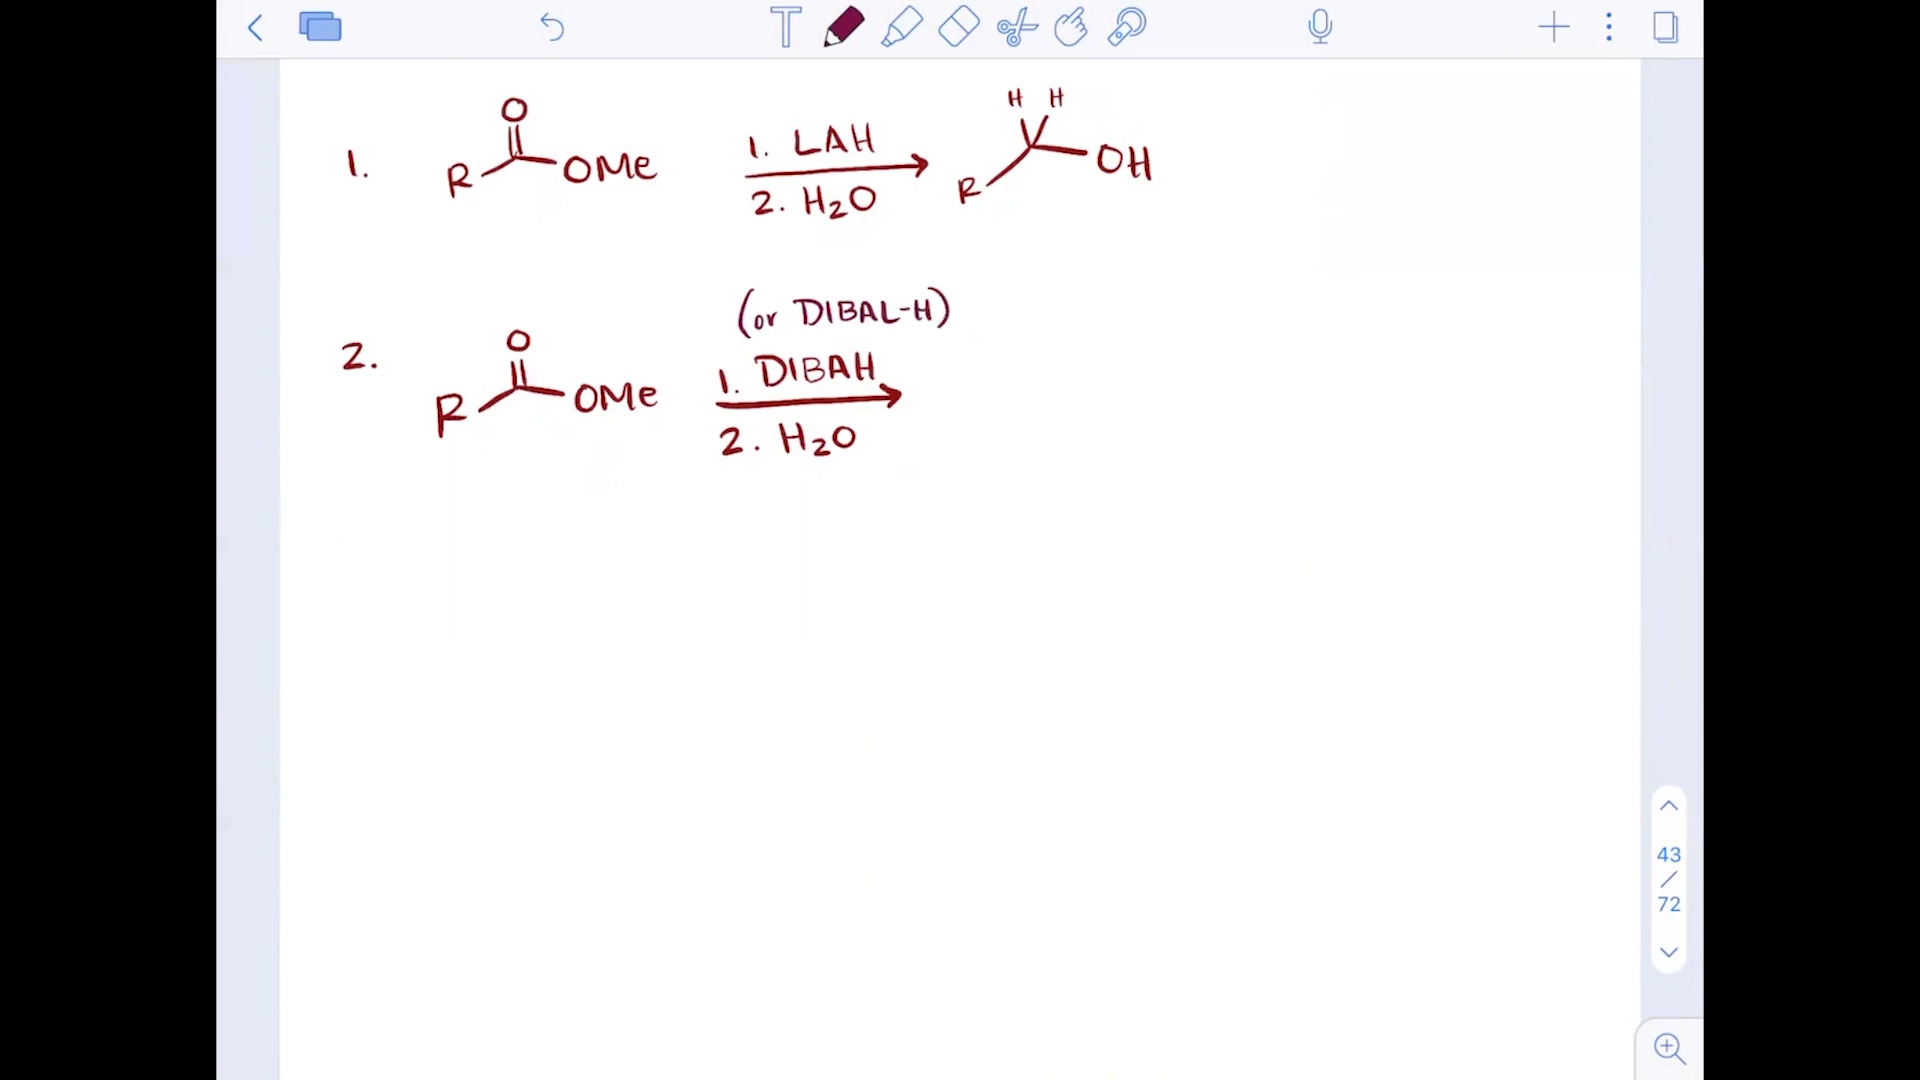 H H
O
1. R OMe 1. LAH OH
2. H₂O R
(or DIBAL-H)
O
2. R OMe 1. DIBAH
2. H₂O
43
/
72